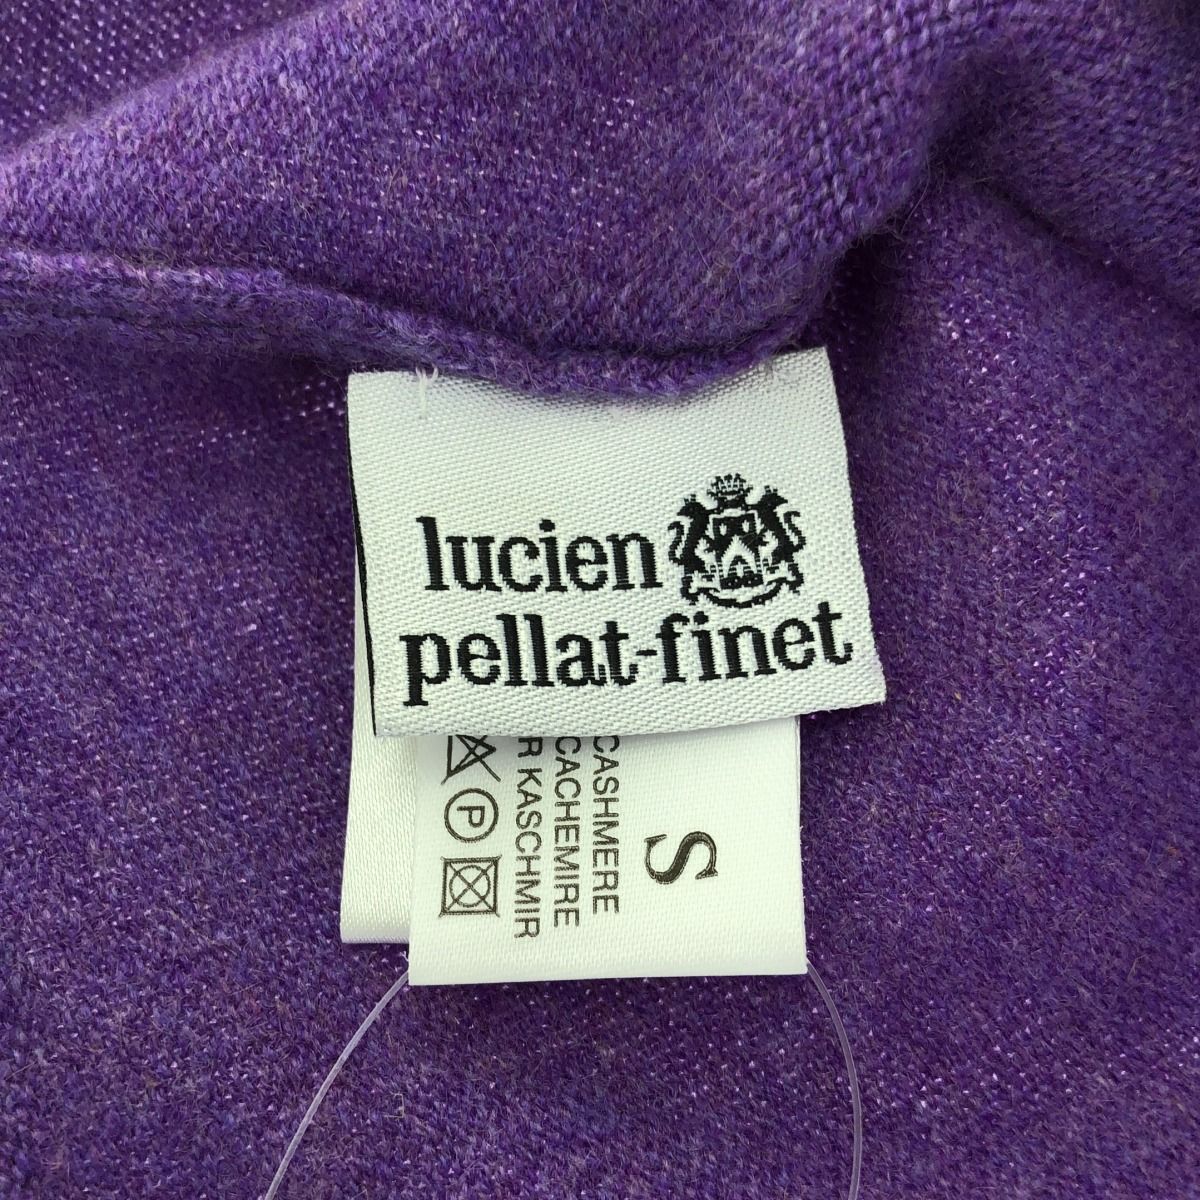 lucien
pellat-finet
S
CASHMERE
CACHEMIRE
R KASCHMIR
P